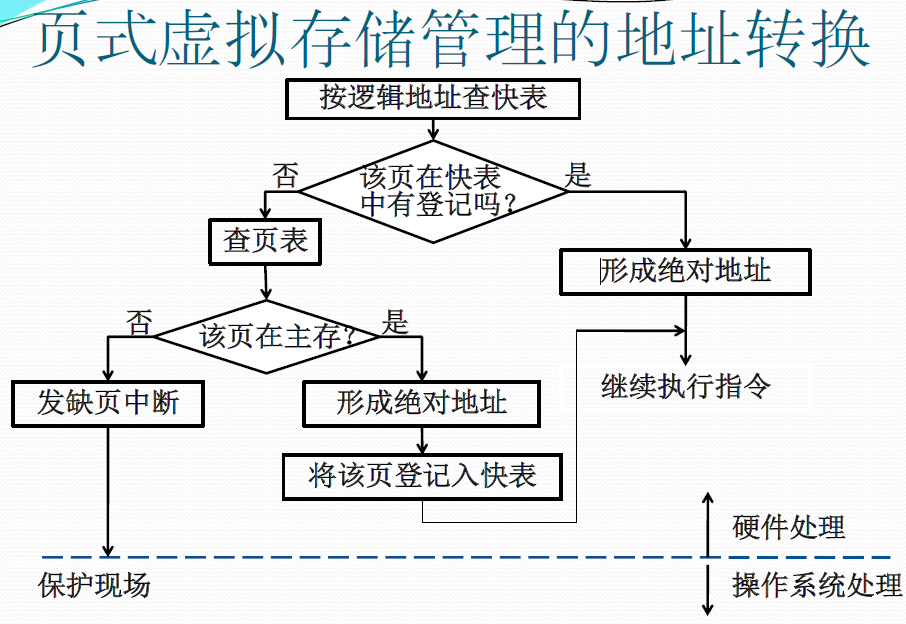 页式虚拟存储管理的地址转换
按逻辑地址查快表
否
该页在快表
中有登记吗?
是
查页表
形成绝对地址
否
该页在主存?
是
发缺页中断
形成绝对地址
继续执行指令
将该页登记入快表
硬件处理
保护现场
操作系统处理